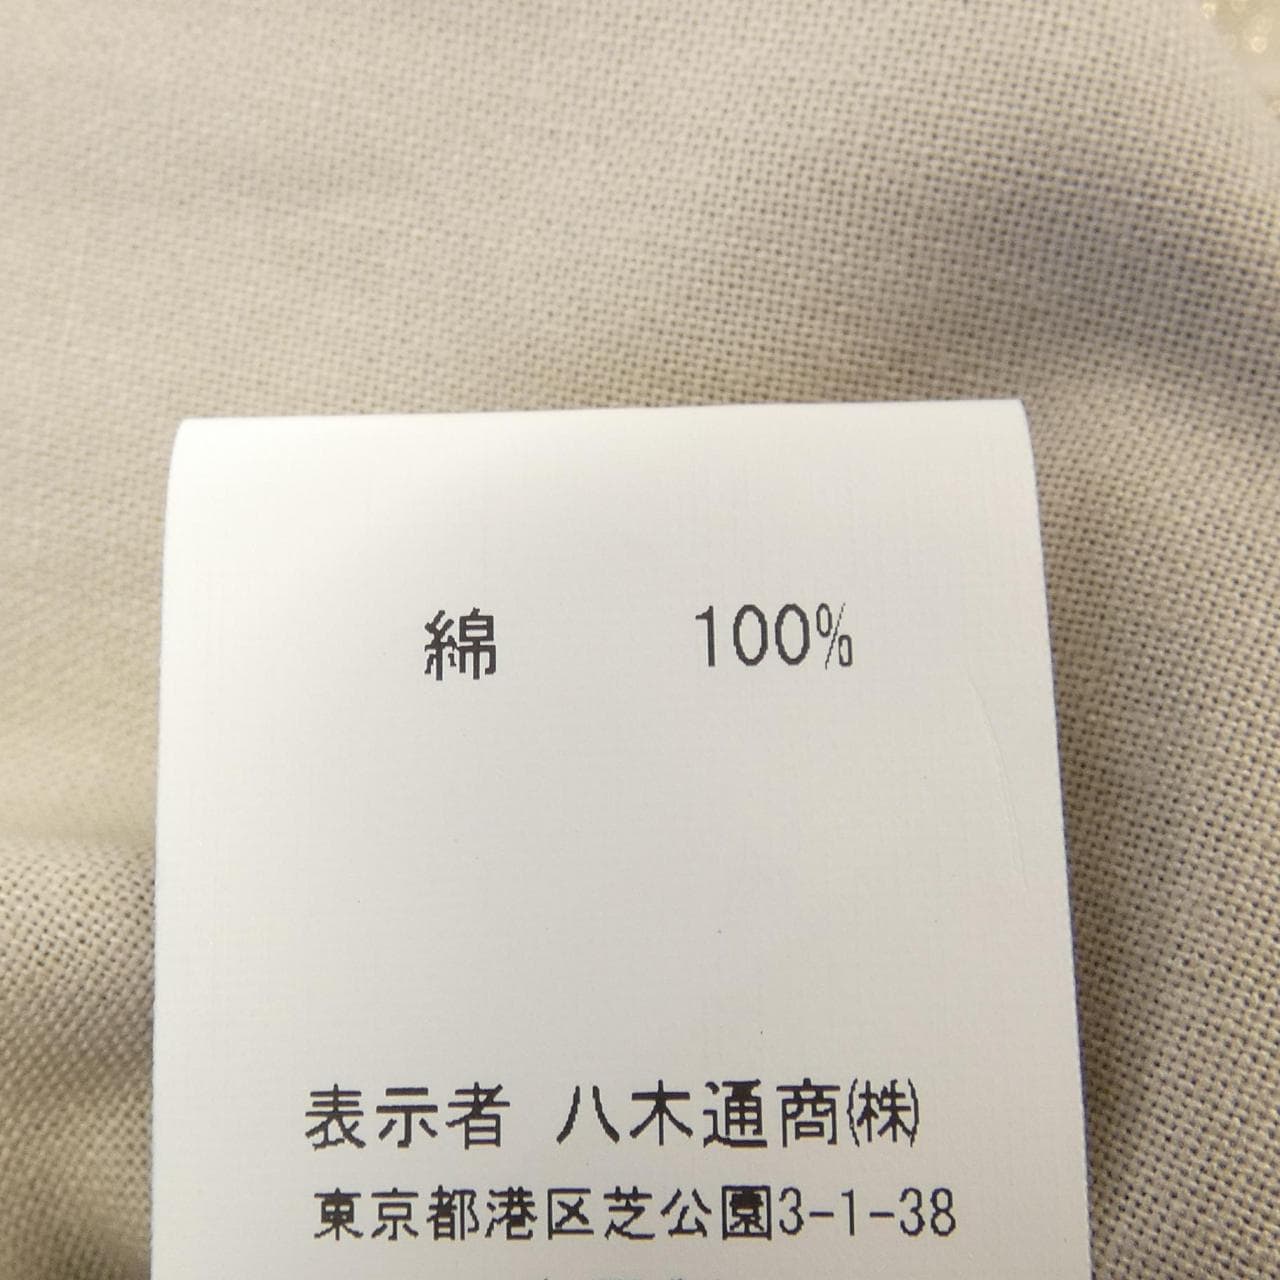 綿 100%
表示者 八木通商㈱
東京都港区芝公園3-1-38